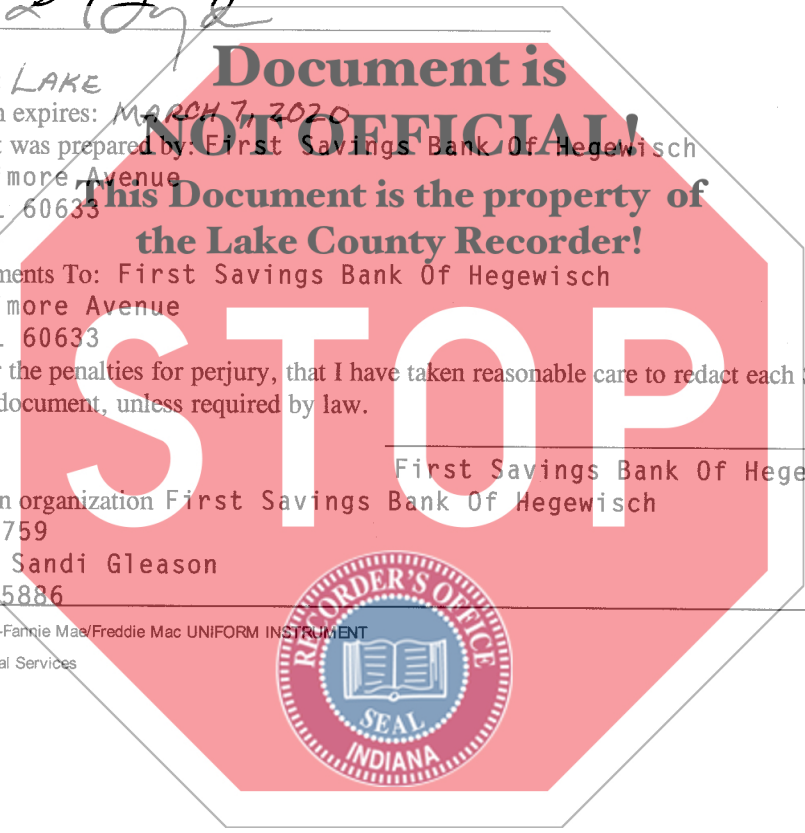 Document is
LAKE
n expires: MARCH 7, 2020
NOT OFFICIAL!
t was prepared by: First Savings Bank Of Hegewisch
more Avenue
This Document is the property of
60633
the Lake County Recorder!
ments To: First Savings Bank Of Hegewisch
more Avenue
60633
the penalties for perjury, that I have taken reasonable care to redact each
document, unless required by law.
STOP
First Savings Bank Of Hege
n organization First Savings Bank Of Hegewisch
759
Sandi Gleason
5886
-Fannie Mae/Freddie Mac UNIFORM INSTRUMENT
al Services
RECORDER'S OFFICE
SEAL
INDIANA